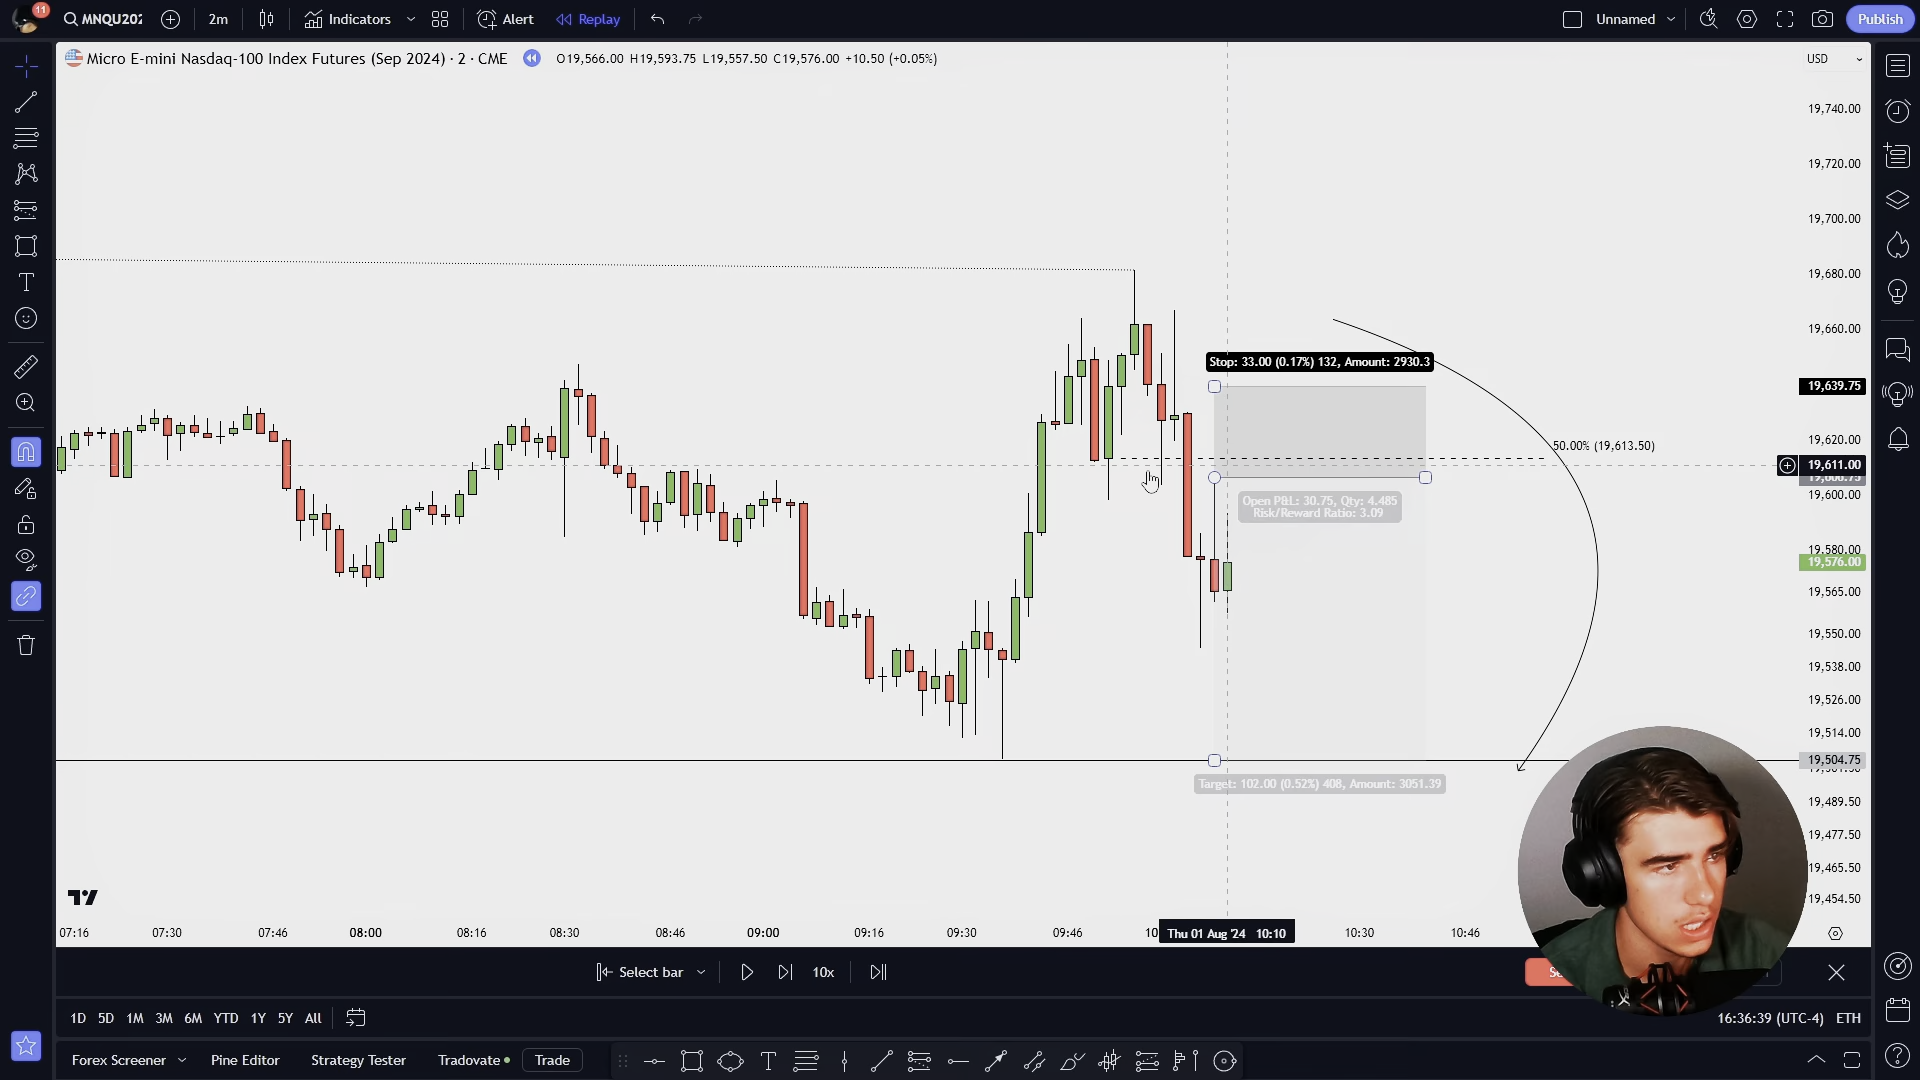 11
MNQU202
2m
Indicators
Alert
Replay
Unnamed
Publish
Micro E-mini Nasdaq-100 Index Futures (Sep 2024) · 2 · CME
O19,566.00 H19,593.75 L19,557.50 C19,576.00 +10.50 (+0.05%)
USD
19,740.00
19,720.00
19,700.00
19,680.00
19,660.00
Stop: 33.00 (0.17%) 132, Amount: 2930.3
19,639.75
19,620.00
50.00% (19,613.50)
19,611.00
19,600.00
Open P&L: 30.75, Qty: 4.485
Risk/Reward Ratio: 3.09
19,580.00
19,576.00
19,565.00
19,550.00
19,538.00
19,526.00
19,514.00
19,504.75
Target: 102.00 (0.52%) 408, Amount: 3051.39
19,489.50
19,477.50
19,465.50
19,454.50
07:16 07:30 07:46 08:00 08:16 08:30 08:46 09:00 09:16 09:30 09:46 Thu 01 Aug '24 10:10 10:30 10:46
Select bar
10x
1D 5D 1M 3M 6M YTD 1Y 5Y All
16:36:39 (UTC-4) ETH
Forex Screener
Pine Editor
Strategy Tester
Tradovate
Trade